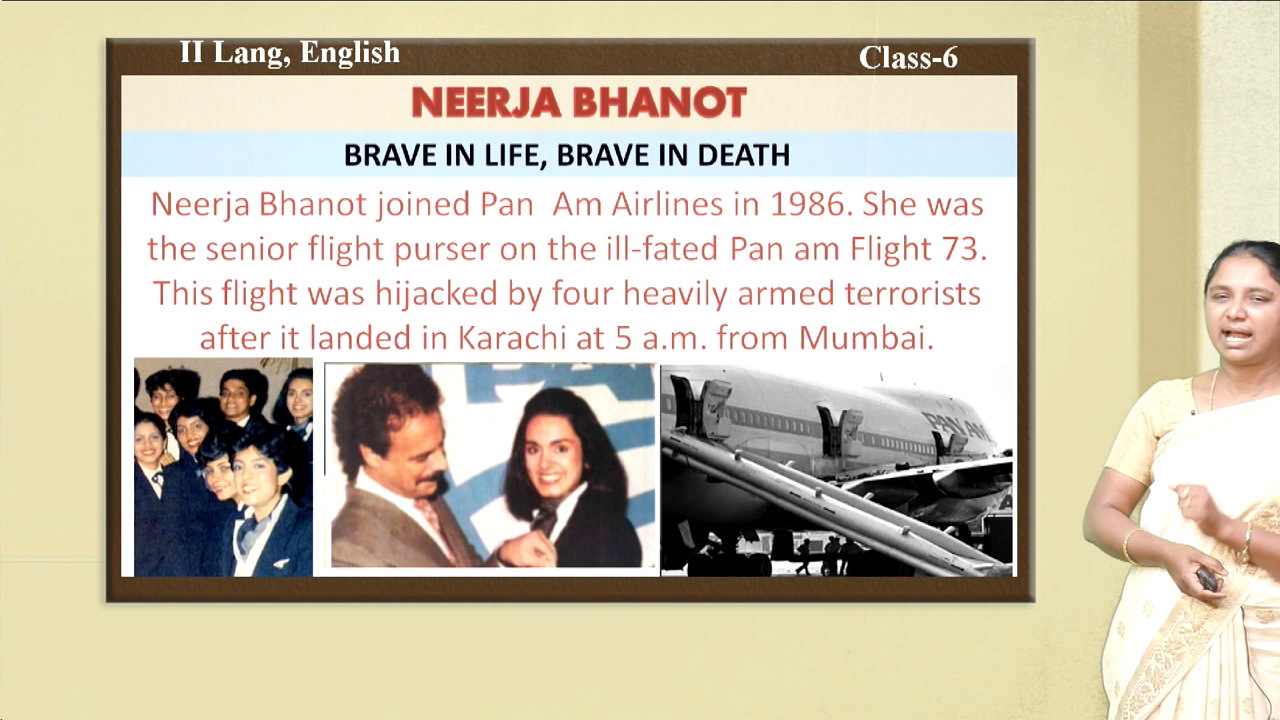 II Lang, English
Class-6
NEERJA BHANOT
BRAVE IN LIFE, BRAVE IN DEATH
Neerja Bhanot joined Pan Am Airlines in 1986. She was
the senior flight purser on the ill-fated Pan am Flight 73.
This flight was hijacked by four heavily armed terrorists
after it landed in Karachi at 5 a.m. from Mumbai.
PAN AM